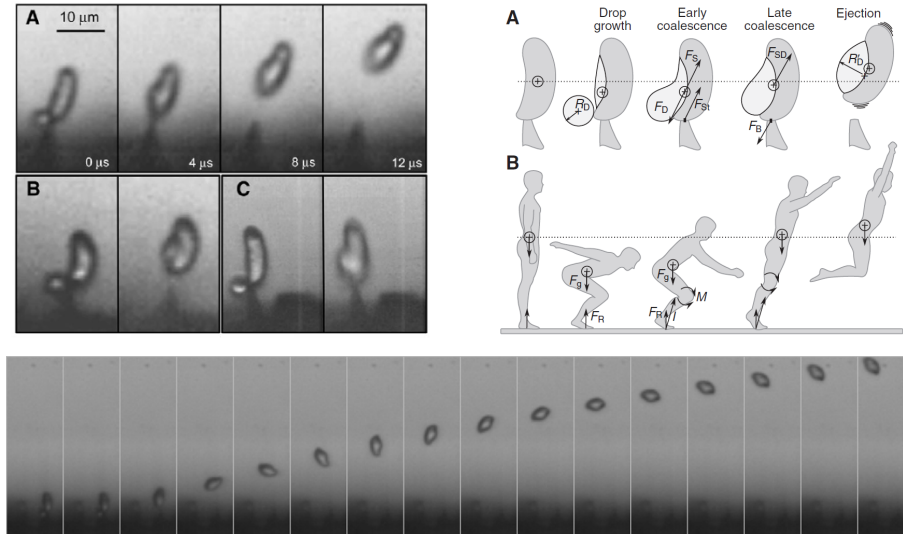 A
10 μm
0 μs
4 μs
8 μs
12 μs
B
C
A
Drop growth
Early coalescence
Late coalescence
Ejection
R_D
F_D
F_S
F_St
F_SD
F_B
R'_D
B
F_g
F_R
F_g
F_R
I
M